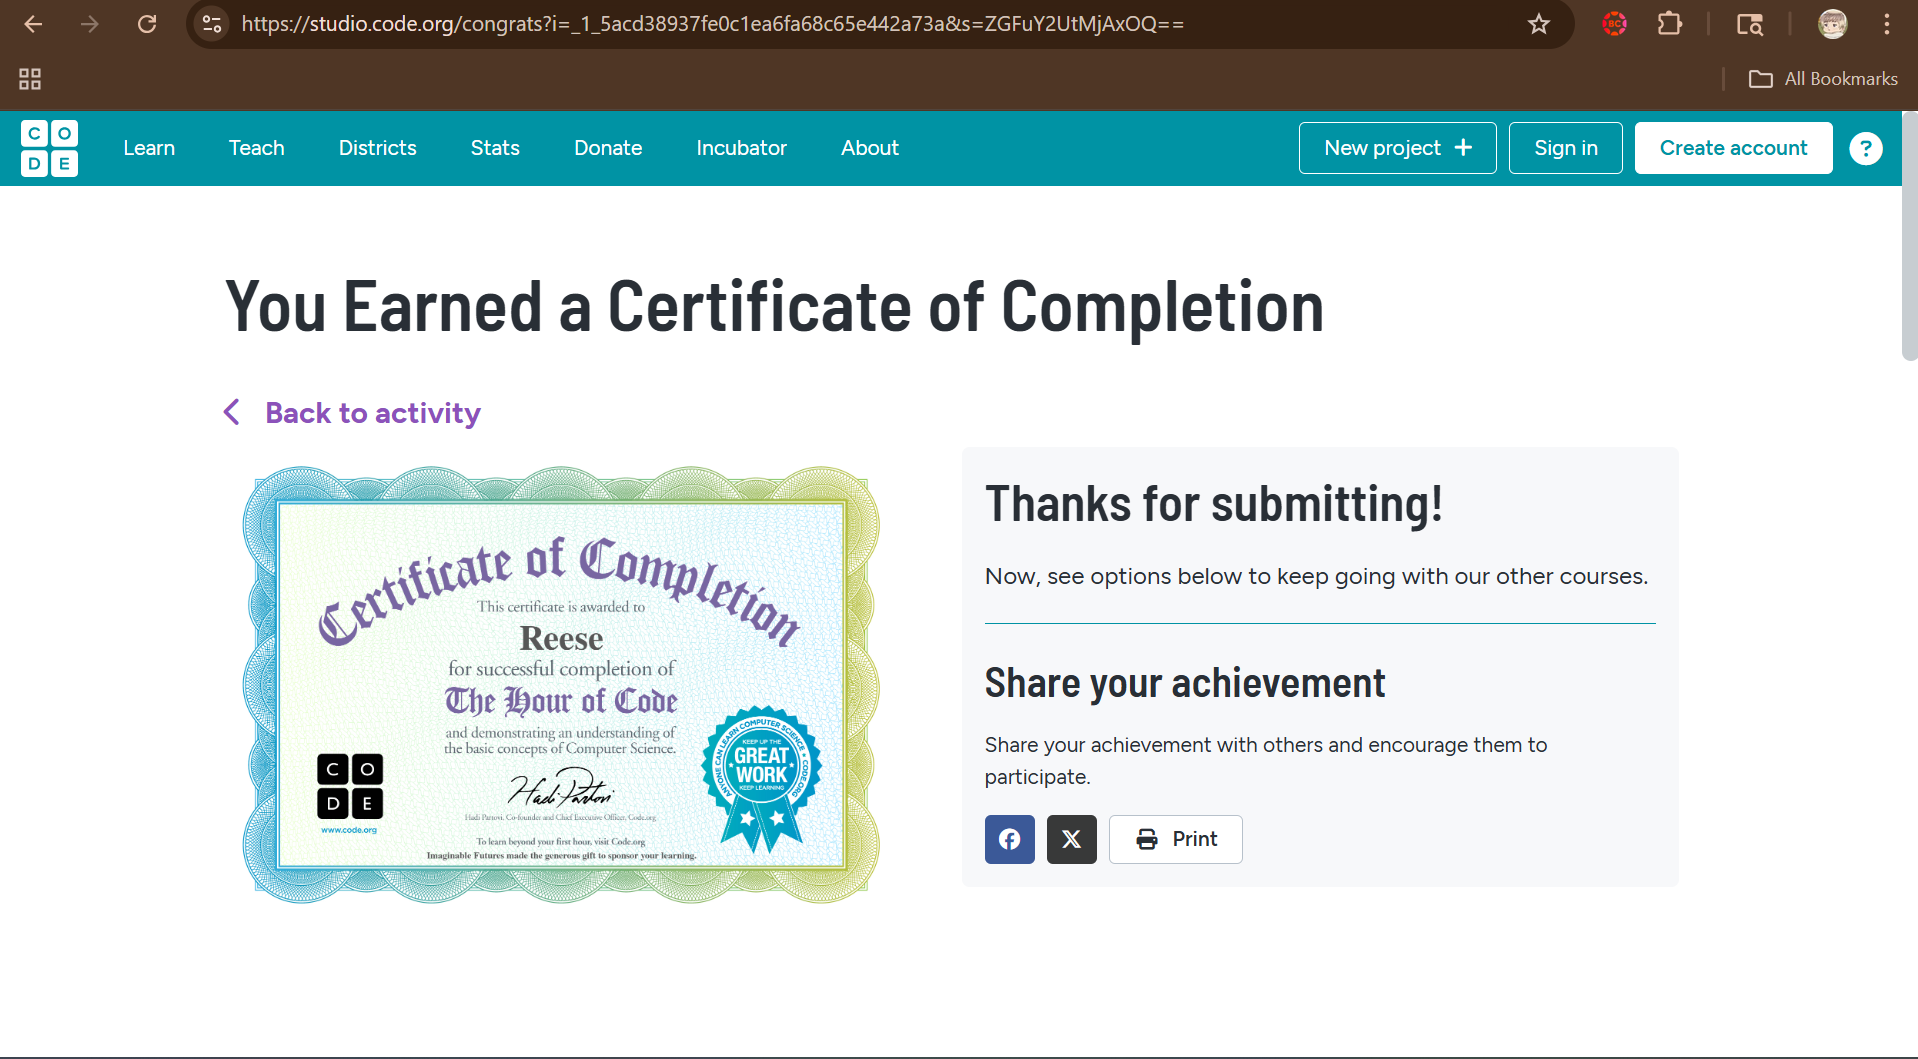 https://studio.code.org/congrats?i=_1_5acd38937fe0c1ea6fa68c65e442a73a&s=ZGFuY2UtMjAxOQ==
All Bookmarks
CODE
Learn
Teach
Districts
Stats
Donate
Incubator
About
New project +
Sign in
Create account
?
You Earned a Certificate of Completion
Back to activity
Certificate of Completion
This certificate is awarded to
Reese
for successful completion of
The Hour of Code
and demonstrating an understanding of
the basic concepts of Computer Science.
CODE
www.code.org
Hadi Partovi
Hadi Partovi, Co-founder and Chief Executive Officer, Code.org
To learn beyond your first hour, visit Code.org
Imaginable Futures made the generous gift to sponsor your learning.
ANYONE CAN LEARN COMPUTER SCIENCE • CODE.ORG
KEEP UP THE
GREAT
WORK
KEEP LEARNING
Thanks for submitting!
Now, see options below to keep going with our other courses.
Share your achievement
Share your achievement with others and encourage them to
participate.
Print